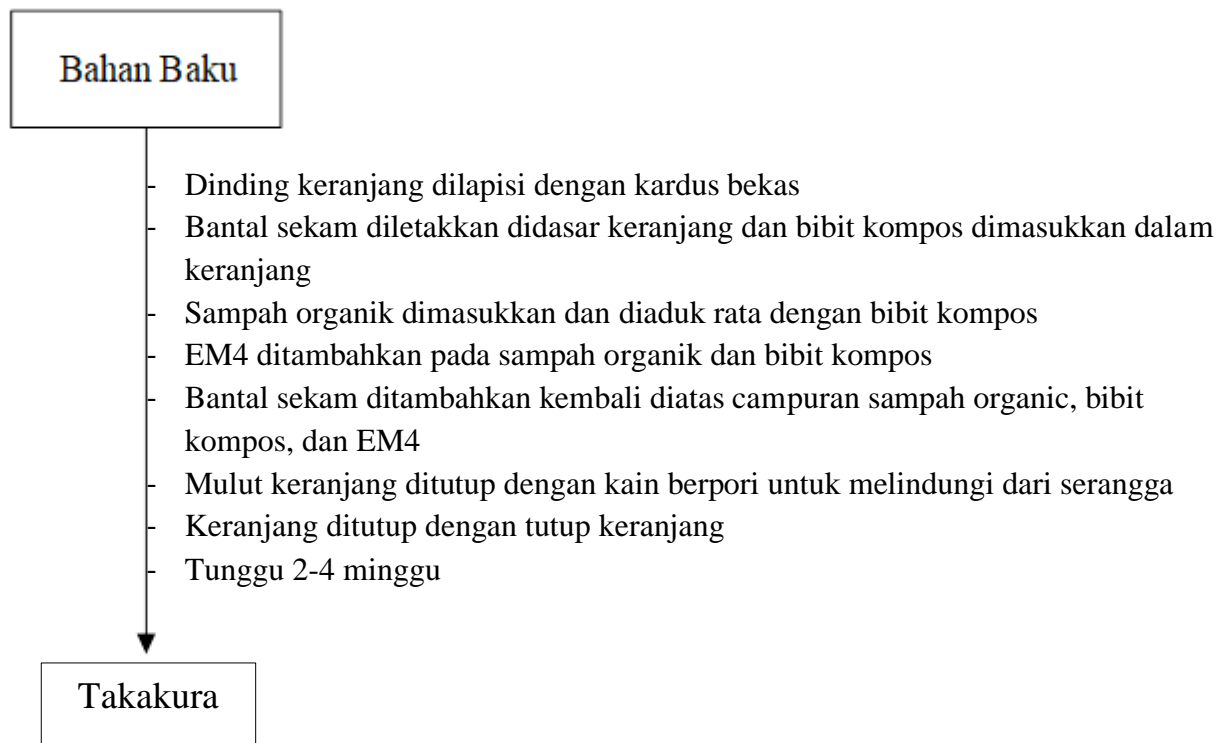 Bahan Baku
- Dinding keranjang dilapisi dengan kardus bekas
- Bantal sekam diletakkan didasar keranjang dan bibit kompos dimasukkan dalam
keranjang
- Sampah organik dimasukkan dan diaduk rata dengan bibit kompos
- EM4 ditambahkan pada sampah organik dan bibit kompos
- Bantal sekam ditambahkan kembali diatas campuran sampah organic, bibit
kompos, dan EM4
- Mulut keranjang ditutup dengan kain berpori untuk melindungi dari serangga
- Keranjang ditutup dengan tutup keranjang
- Tunggu 2-4 minggu
Takakura